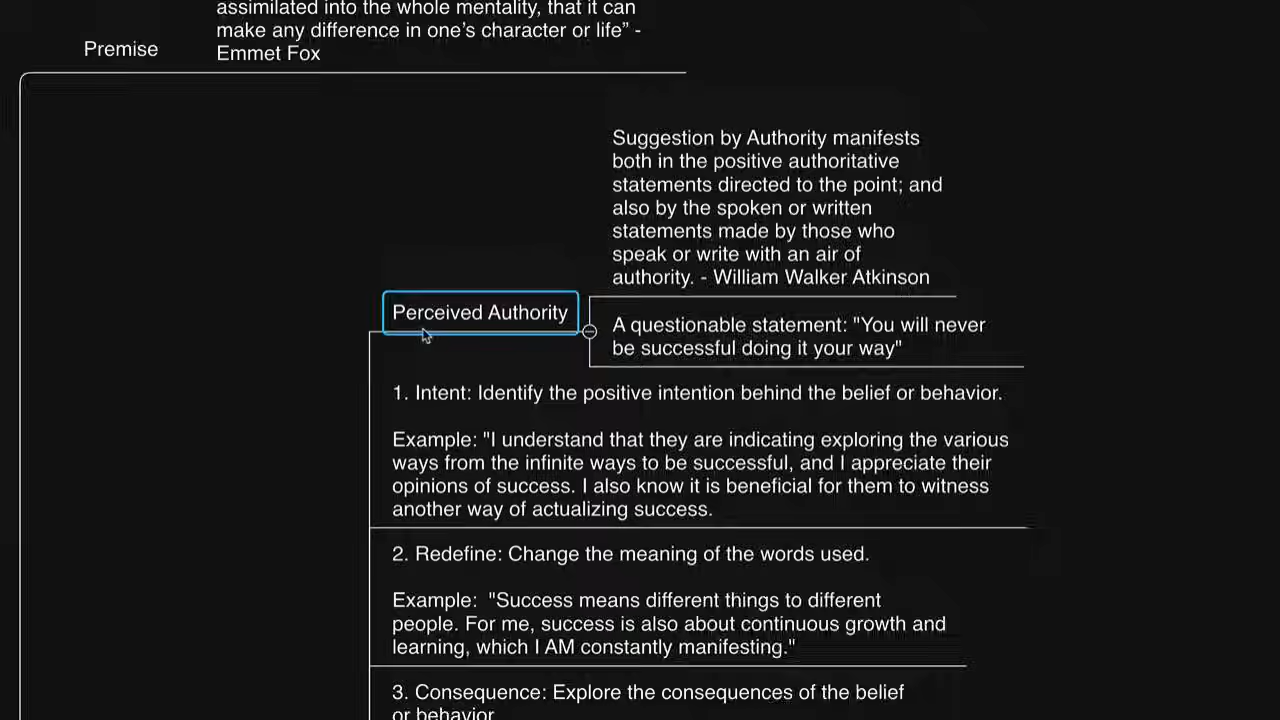 assimilated into the whole mentality, that it can
make any difference in one’s character or life” -
Emmet Fox
Premise
Suggestion by Authority manifests
both in the positive authoritative
statements directed to the point; and
also by the spoken or written
statements made by those who
speak or write with an air of
authority. - William Walker Atkinson
Perceived Authority
A questionable statement: "You will never
be successful doing it your way"
1. Intent: Identify the positive intention behind the belief or behavior.
Example: "I understand that they are indicating exploring the various
ways from the infinite ways to be successful, and I appreciate their
opinions of success. I also know it is beneficial for them to witness
another way of actualizing success.
2. Redefine: Change the meaning of the words used.
Example:  "Success means different things to different
people. For me, success is also about continuous growth and
learning, which I AM constantly manifesting."
3. Consequence: Explore the consequences of the belief
or behavior